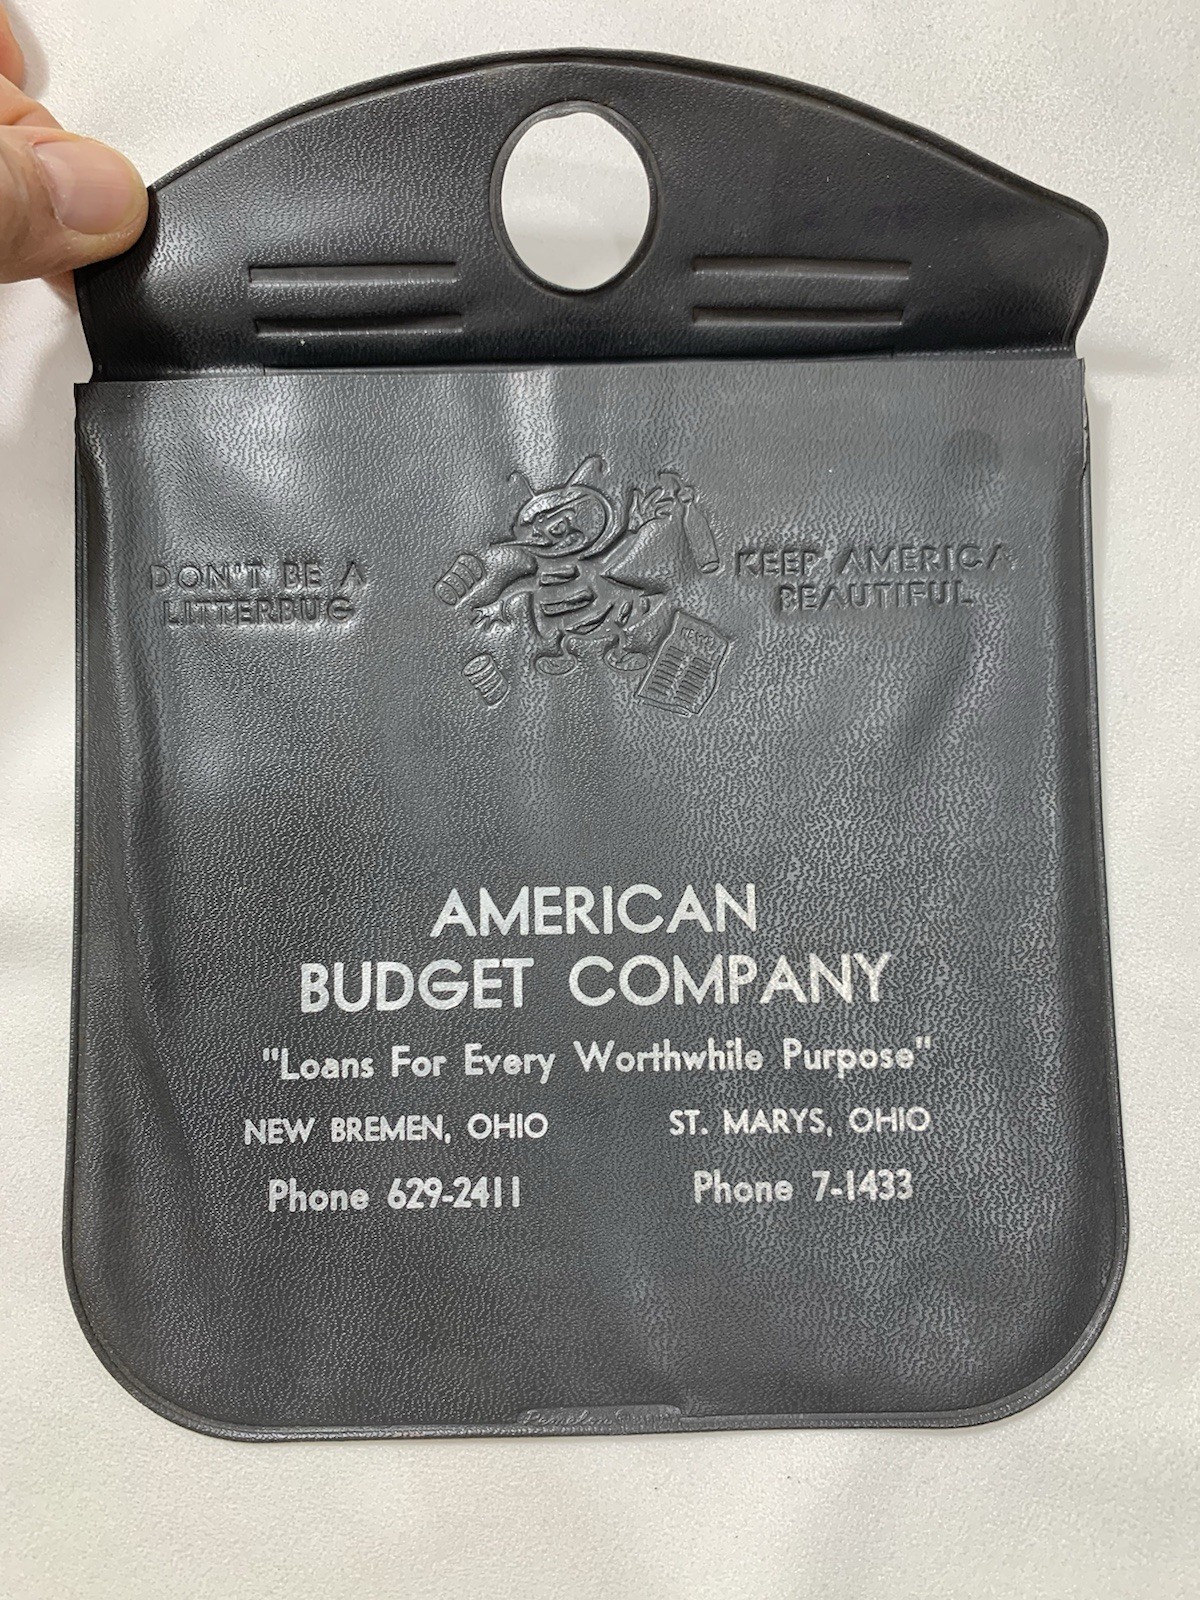 DON'T BE A
LITTERBUG
KEEP AMERICA
BEAUTIFUL
NEWS
AMERICAN
BUDGET COMPANY
"Loans For Every Worthwhile Purpose"
NEW BREMEN, OHIO
Phone 629-2411
ST. MARYS, OHIO
Phone 7-1433